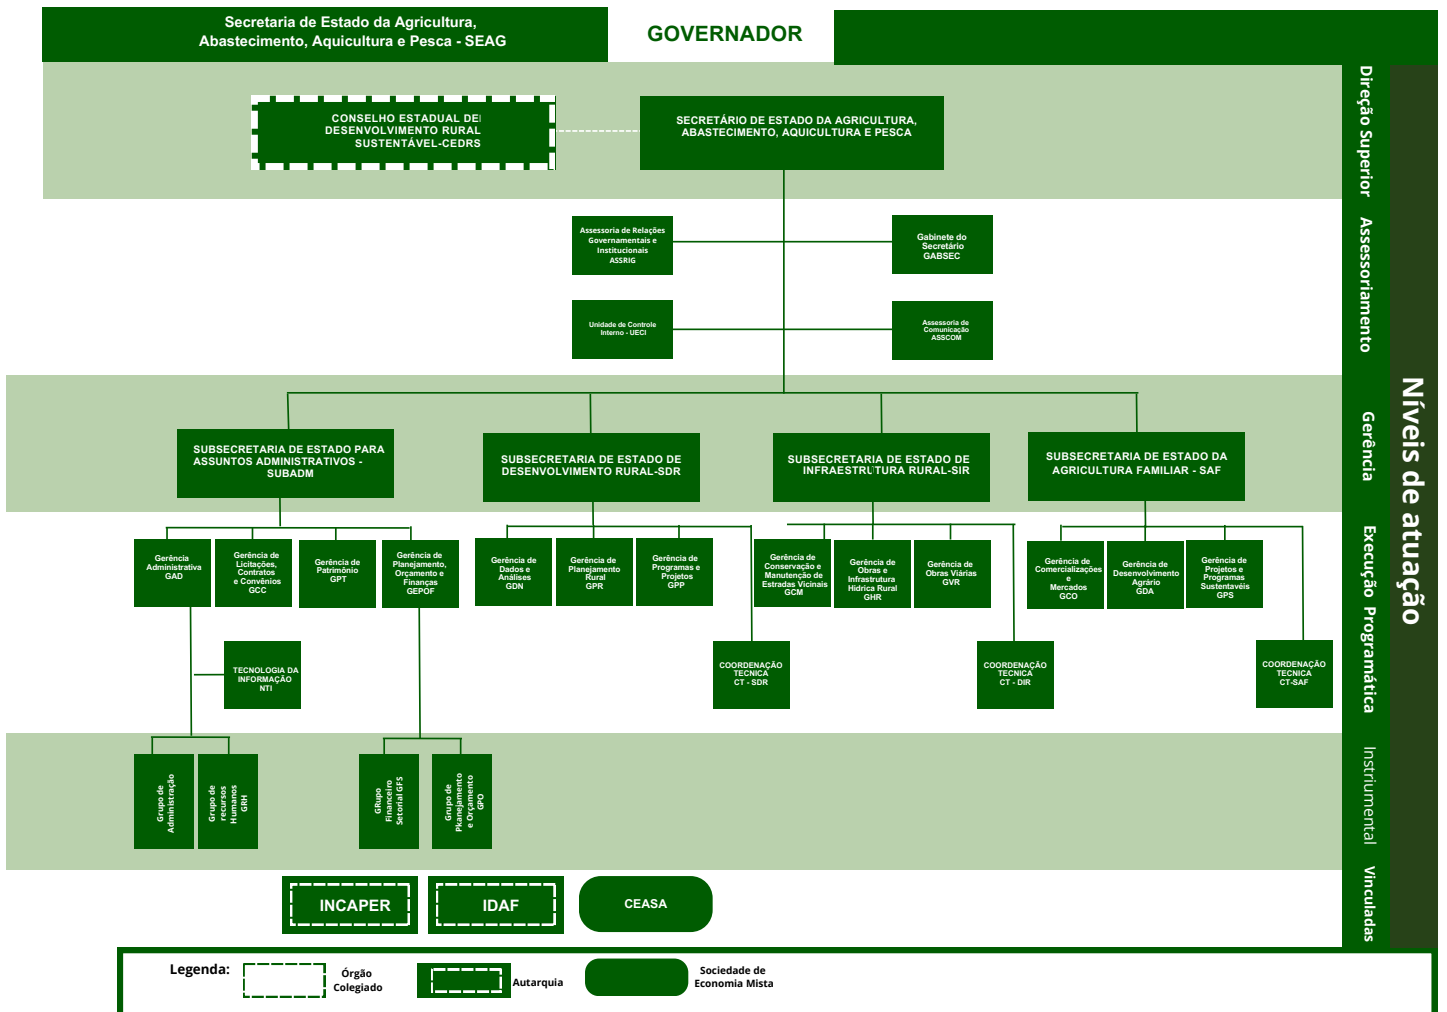 Secretaria de Estado da Agricultura,
Abastecimento, Aquicultura e Pesca - SEAG
GOVERNADOR
CONSELHO ESTADUAL DE
DESENVOLVIMENTO RURAL
SUSTENTÁVEL-CEDRS
SECRETÁRIO DE ESTADO DA AGRICULTURA,
ABASTECIMENTO, AQUICULTURA E PESCA
Direção Superior
Assessoria de Relações
Governamentais e
Institucionais
ASSRIG
Gabinete do
Secretário
GABSEC
Unidade de Controle
Interno - UECI
Assessoria de
Comunicação
ASSCOM
Assessoriamento
SUBSECRETARIA DE ESTADO PARA
ASSUNTOS ADMINISTRATIVOS -
SUBADM
SUBSECRETARIA DE ESTADO DE
DESENVOLVIMENTO RURAL-SDR
SUBSECRETARIA DE ESTADO DE
INFRAESTRUTURA RURAL-SIR
SUBSECRETARIA DE ESTADO DA
AGRICULTURA FAMILIAR - SAF
Gerência
Níveis de atuação
Gerência
Administrativa
GAD
Gerência de
Licitações,
Contratos
e Convênios
GCC
Gerência de
Patrimônio
GPT
Gerência de
Planejamento,
Orçamento e
Finanças
GEPOF
Gerência de
Dados e
Análises
GDN
Gerência de
Planejamento
Rural
GPR
Gerência de
Programas e
Projetos
GPP
Gerência de
Conservação e
Manutenção de
Estradas Vicinais
GCM
Gerência de
Obras e
Infrastrutura
Hidrica Rural
GHR
Gerência de
Obras Viárias
GVR
Gerência de
Comercializações
e
Mercados
GCO
Gerência de
Desenvolvimento
Agrário
GDA
Gerência de
Projetos e
Programas
Sustentavéis
GPS
Execução Programática
TECNOLOGIA DA
INFORMAÇÃO
NTI
COORDENAÇÃO
TECNICA
CT - SDR
COORDENAÇÃO
TECNICA
CT - DIR
COORDENAÇÃO
TECNICA
CT-SAF
Grupo de
Administração
Grupo de
recursos
Humanos
GRH
GRupo
Financeiro
Setorial GFS
Grupo de
Pkanejamento
e Orçamento
GPO
Instriumental
INCAPER
IDAF
CEASA
Vinculadas
Legenda:
Órgão
Colegiado
Autarquia
Sociedade de
Economia Mista